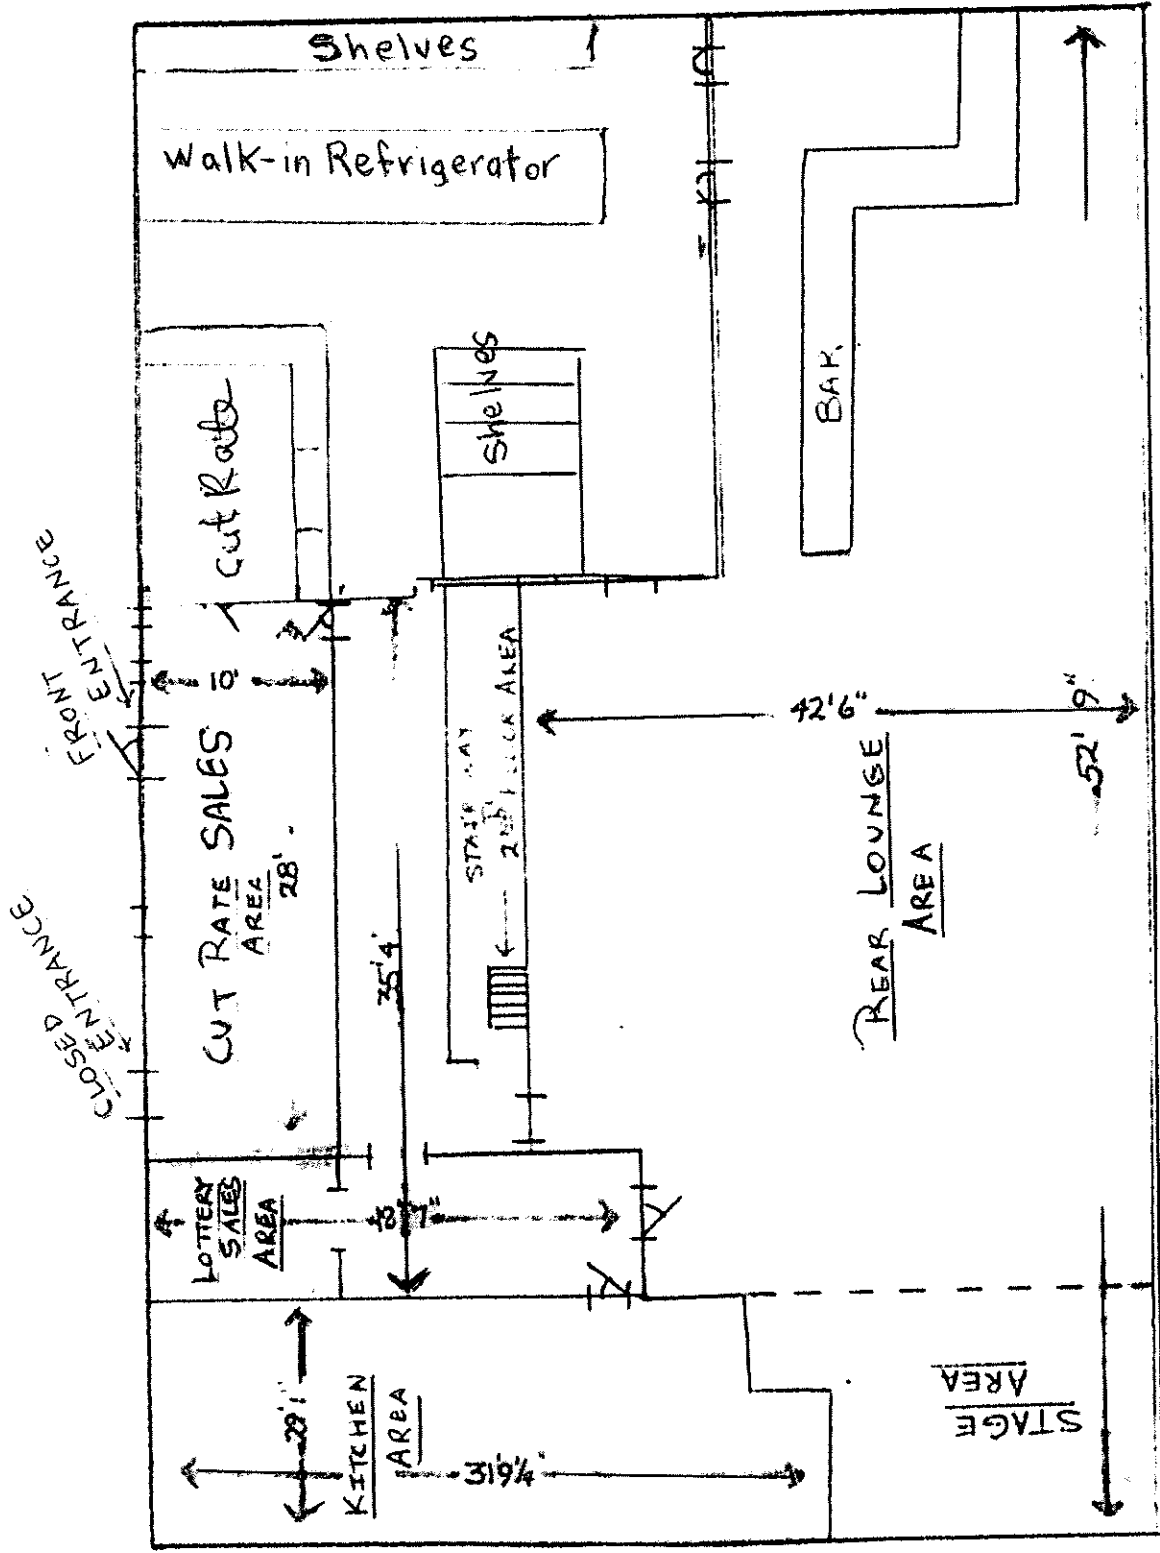 Shelves
Walk-in Refrigerator
Cut Rate
Shelves
BAR.
FRONT
ENTRANCE
CLOSED
ENTRANCE
10'
CUT RATE SALES
AREA
28'
35'4"
2ND
AREA
42'6"
52' 9"
REAR LOUNGE
AREA
LOTTERY
SALES
AREA
18'7"
29'1"
KITCHEN
AREA
31'9¼"
STAGE
AREA